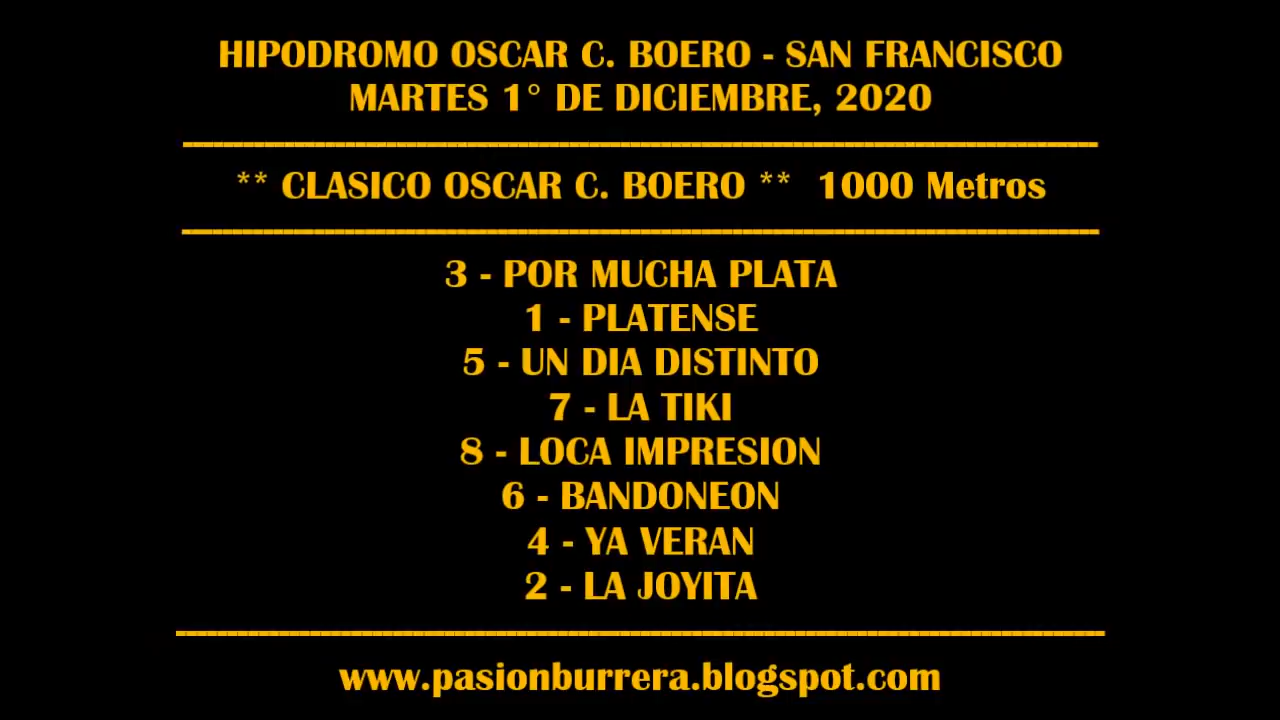 HIPODROMO OSCAR C. BOERO - SAN FRANCISCO
MARTES 1° DE DICIEMBRE, 2020
** CLASICO OSCAR C. BOERO ** 1000 Metros
3 - POR MUCHA PLATA
1 - PLATENSE
5 - UN DIA DISTINTO
7 - LA TIKI
8 - LOCA IMPRESION
6 - BANDONEON
4 - YA VERAN
2 - LA JOYITA
www.pasionburrera.blogspot.com